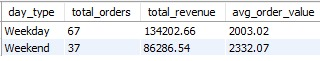 day_type total_orders total_revenue avg_order_value
Weekday 67 134202.66 2003.02
Weekend 37 86286.54 2332.07